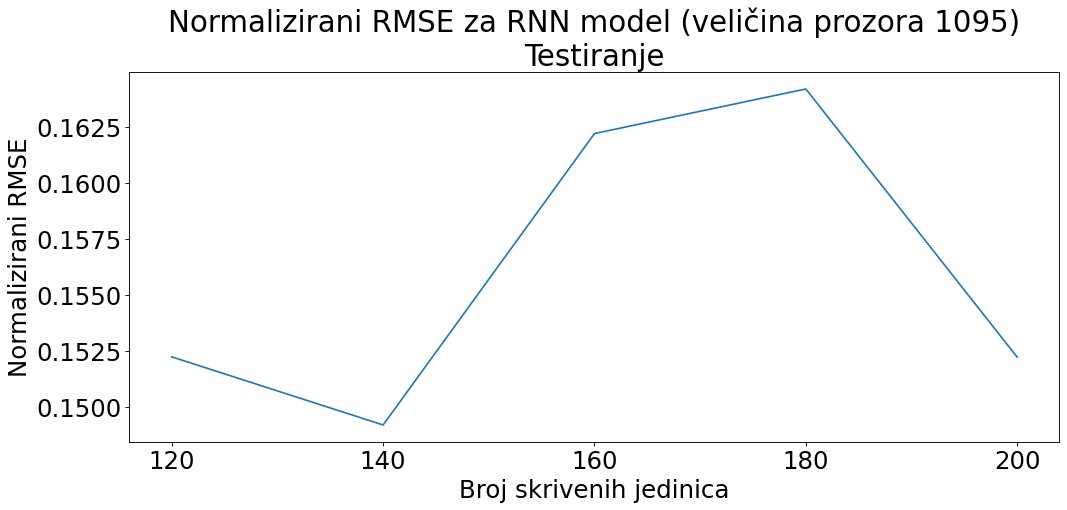 Normalizirani RMSE za RNN model (veličina prozora 1095)
Testiranje
Normalizirani RMSE
0.1625
0.1600
0.1575
0.1550
0.1525
0.1500
120 140 160 180 200
Broj skrivenih jedinica